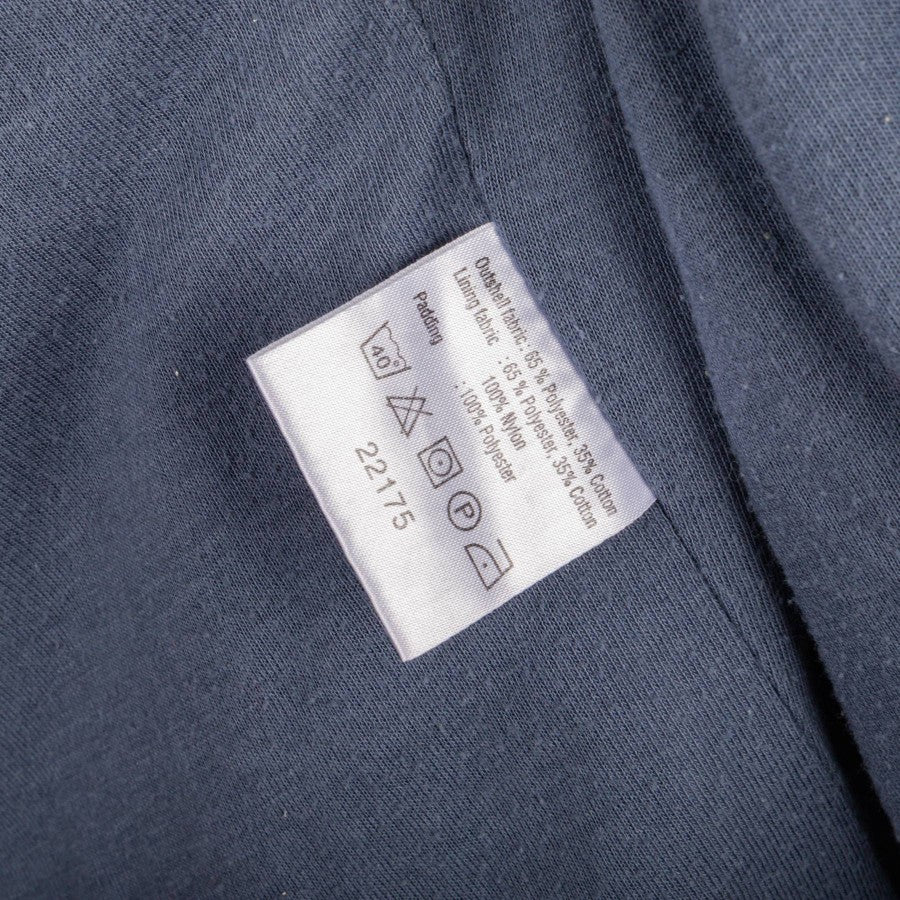 Outshell fabric : 65 % Polyester, 35% Cotton
Lining fabric : 65 % Polyester, 35% Cotton
100% Nylon
Padding : 100% Polyester
40° P
22175